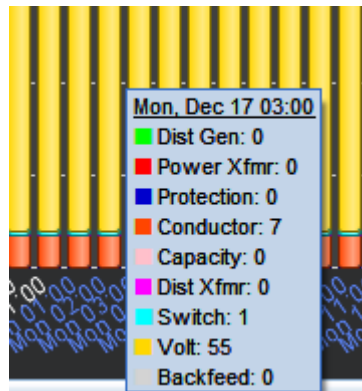 Mon, Dec 17 03:00
Dist Gen: 0
Power Xfmr: 0
Protection: 0
Conductor: 7
Capacity: 0
Dist Xfmr: 0
Switch: 1
Volt: 55
Backfeed: 0